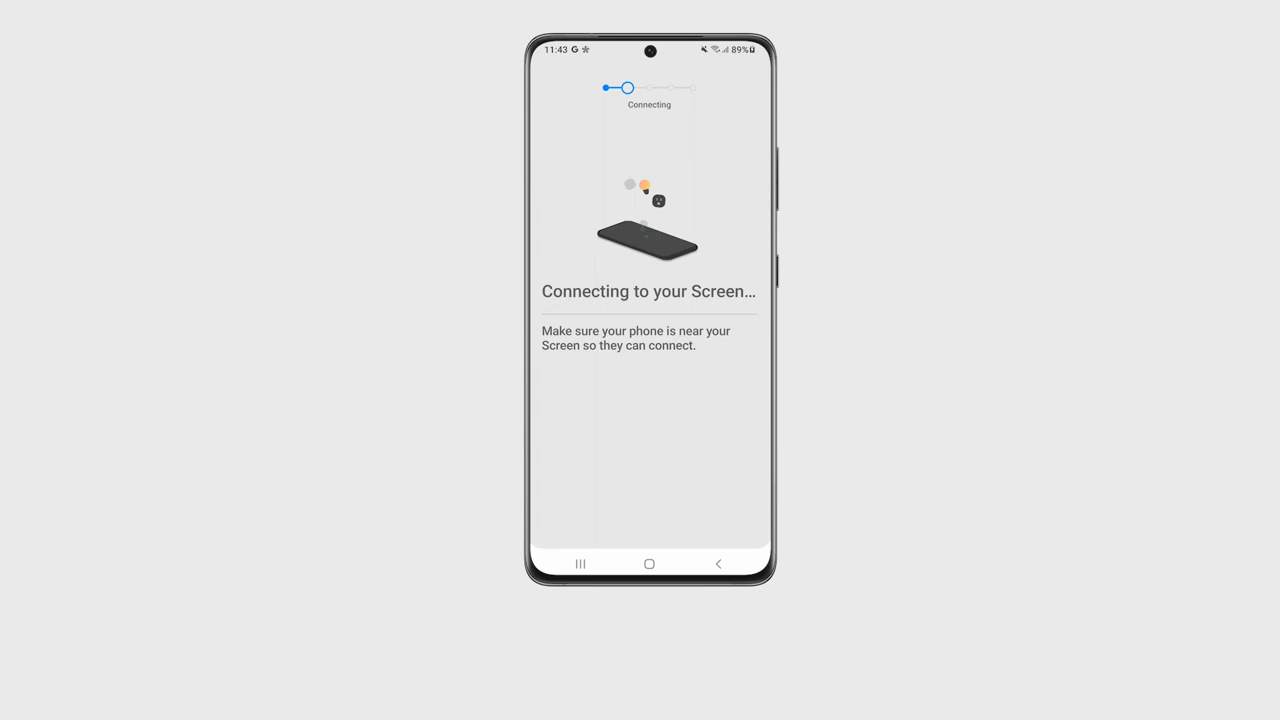 11:43 G 89%
Connecting
Connecting to your Screen…
Make sure your phone is near your
Screen so they can connect.